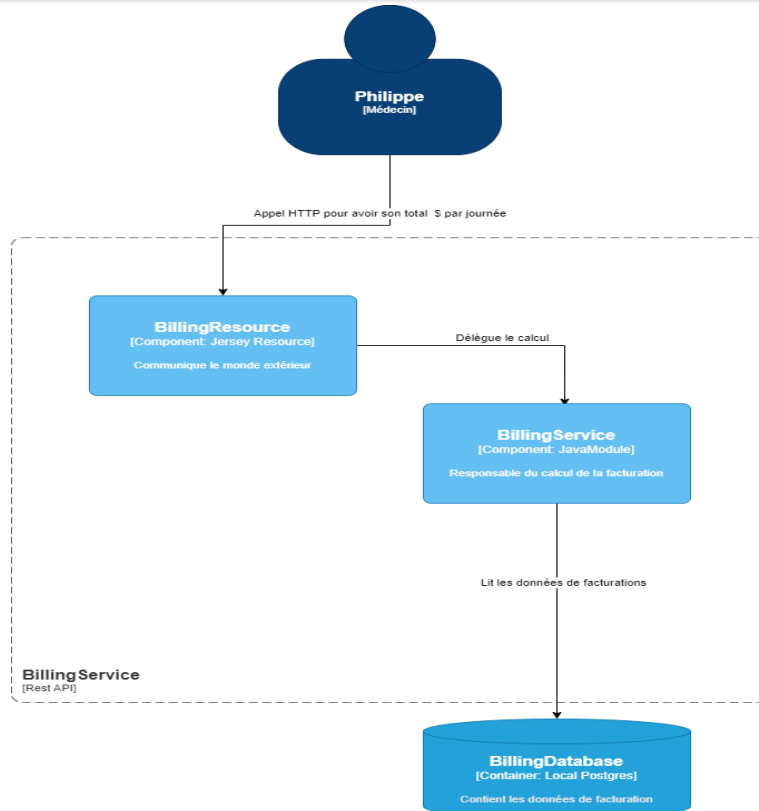 Philippe
[Médecin]
Appel HTTP pour avoir son total $ par journée
BillingResource
[Component: Jersey Resource]
Communique le monde extérieur
Délègue le calcul
BillingService
[Component: JavaModule]
Responsable du calcul de la facturation
Lit les données de facturations
BillingService
[Rest API]
BillingDatabase
[Container: Local Postgres]
Contient les données de facturation